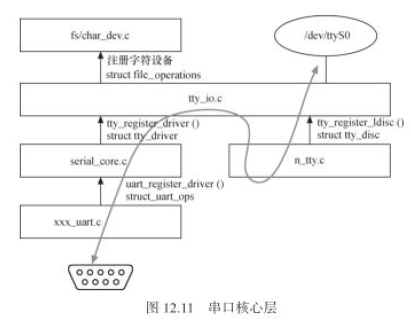 fs/char_dev.c
/dev/ttyS0
注册字符设备
struct file_operations
tty_io.c
tty_register_driver ()
struct tty_driver
tty_register_ldisc ()
struct tty_disc
serial_core.c
n_tty.c
uart_register_driver ()
struct_uart_ops
xxx_uart.c
图 12.11 串口核心层